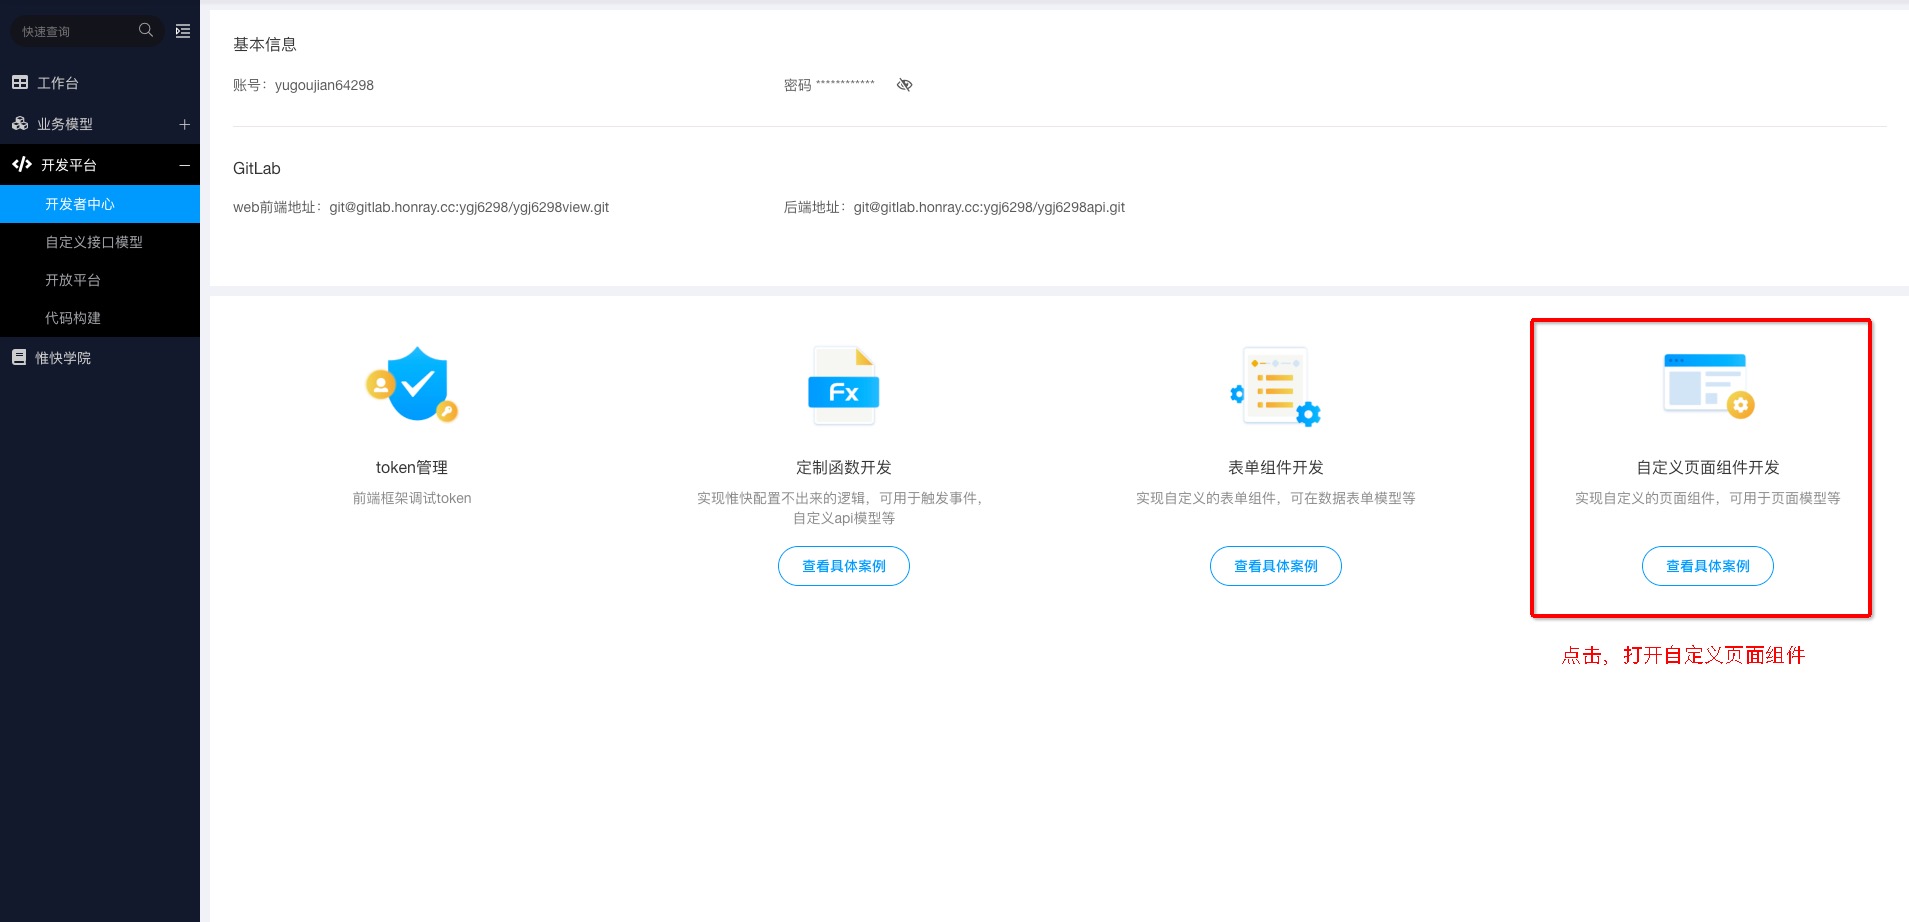 快速查询
工作台
业务模型
开发平台
开发者中心
自定义接口模型
开放平台
代码构建
惟快学院
基本信息
账号：yugoujian64298
密码 ************
GitLab
web前端地址：git@gitlab.honray.cc:ygj6298/ygj6298view.git
后端地址：git@gitlab.honray.cc:ygj6298/ygj6298api.git
token管理
前端框架调试token
Fx
定制函数开发
实现惟快配置不出来的逻辑，可用于触发事件，
自定义api模型等
查看具体案例
表单组件开发
实现自定义的表单组件，可在数据表单模型等
查看具体案例
自定义页面组件开发
实现自定义的页面组件，可用于页面模型等
查看具体案例
点击，打开自定义页面组件